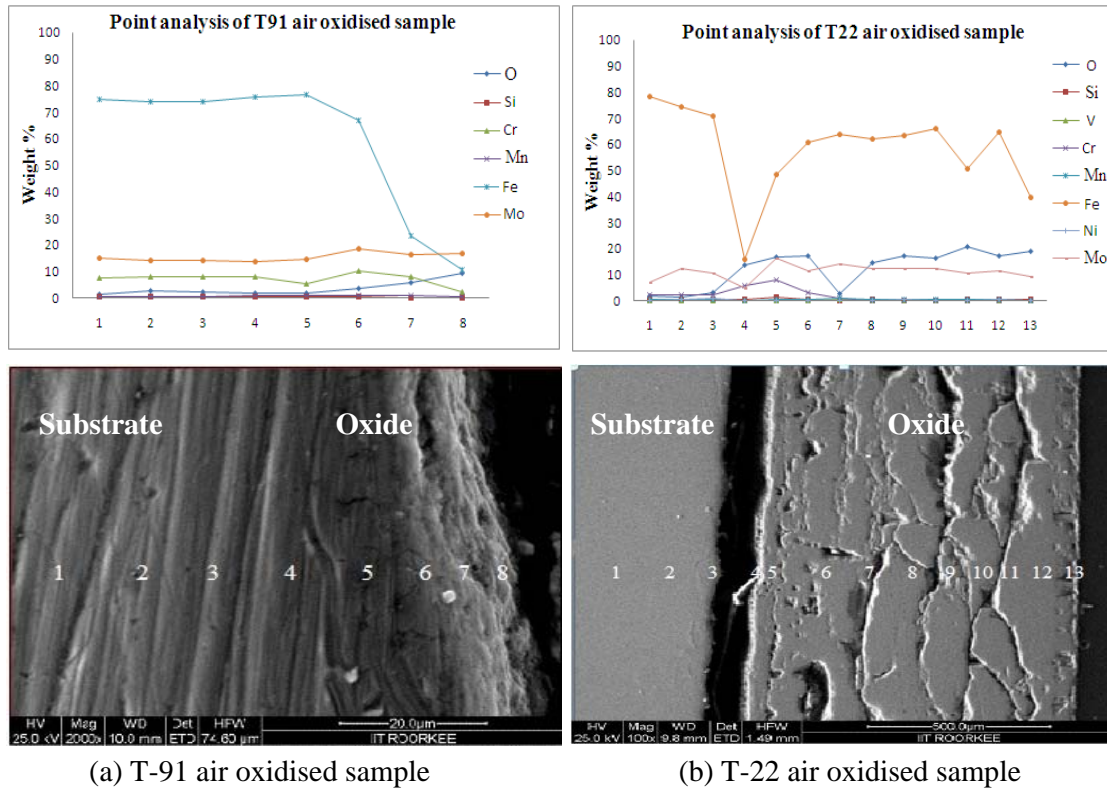 Point analysis of T91 air oxidised sample
100
90
80
70
60
50
40
30
20
10
0
Weight %
1 2 3 4 5 6 7 8
O
Si
Cr
Mn
Fe
Mo
Point analysis of T22 air oxidised sample
100
90
80
70
60
50
40
30
20
10
0
Weight %
1 2 3 4 5 6 7 8 9 10 11 12 13
O
Si
V
Cr
Mn
Fe
Ni
Mo
Substrate Oxide
1 2 3 4 5 6 7 8
HV Mag WD Det HFW
25.0 kV 2000x 10.0 mm ETD 74.60 µm
20.0µm
IIT ROORKEE
Substrate Oxide
1 2 3 4 5 6 7 8 9 10 11 12 13
HV Mag WD Det HFW
25.0 kV 100x 9.8 mm ETD 1.49 mm
500.0µm
IIT ROORKEE
(a) T-91 air oxidised sample
(b) T-22 air oxidised sample